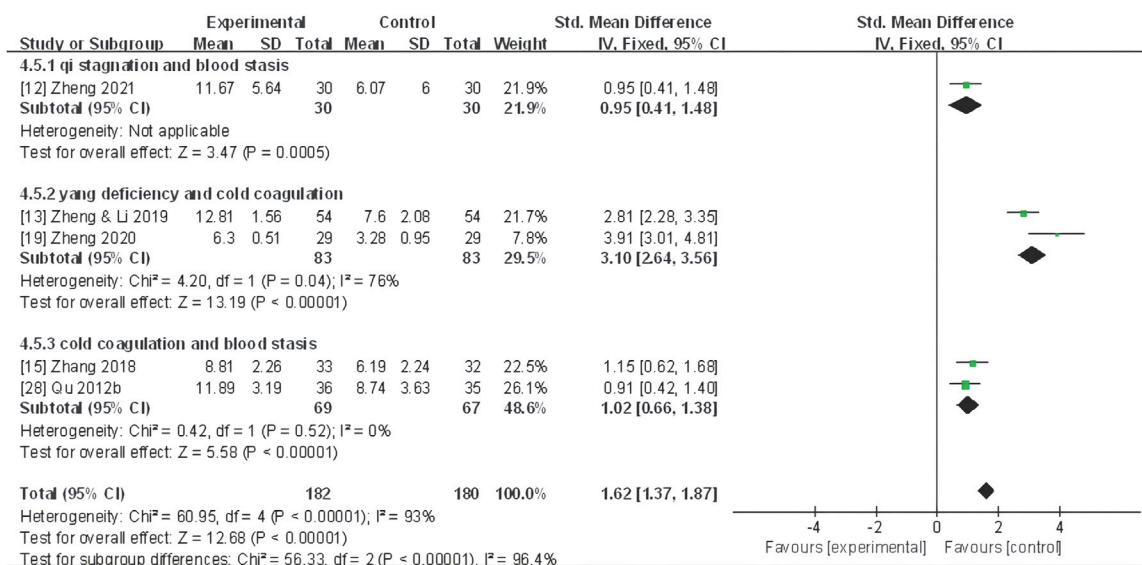 Experimental Control Std. Mean Difference Std. Mean Difference
Study or Subgroup Mean SD Total Mean SD Total Weight IV, Fixed, 95% CI IV, Fixed, 95% CI
4.5.1 qi stagnation and blood stasis
[12] Zheng 2021 11.67 5.64 30 6.07 6 30 21.9% 0.95 [0.41, 1.48]
Subtotal (95% CI) 30 30 21.9% 0.95 [0.41, 1.48]
Heterogeneity: Not applicable
Test for overall effect: Z = 3.47 (P = 0.0005)
4.5.2 yang deficiency and cold coagulation
[13] Zheng & Li 2019 12.81 1.56 54 7.6 2.08 54 21.7% 2.81 [2.28, 3.35]
[19] Zheng 2020 6.3 0.51 29 3.28 0.95 29 7.8% 3.91 [3.01, 4.81]
Subtotal (95% CI) 83 83 29.5% 3.10 [2.64, 3.56]
Heterogeneity: Chi² = 4.20, df = 1 (P = 0.04); I² = 76%
Test for overall effect: Z = 13.19 (P < 0.00001)
4.5.3 cold coagulation and blood stasis
[15] Zhang 2018 8.81 2.26 33 6.19 2.24 32 22.5% 1.15 [0.62, 1.68]
[28] Qu 2012b 11.89 3.19 36 8.74 3.63 35 26.1% 0.91 [0.42, 1.40]
Subtotal (95% CI) 69 67 48.6% 1.02 [0.66, 1.38]
Heterogeneity: Chi² = 0.42, df = 1 (P = 0.52); I² = 0%
Test for overall effect: Z = 5.58 (P < 0.00001)
Total (95% CI) 182 180 100.0% 1.62 [1.37, 1.87]
Heterogeneity: Chi² = 60.95, df = 4 (P < 0.00001); I² = 93%
Test for overall effect: Z = 12.68 (P < 0.00001)
Test for subgroup differences: Chi² = 56.33, df = 2 (P < 0.00001), I² = 96.4%
-4 -2 0 2 4
Favours [experimental] Favours [control]